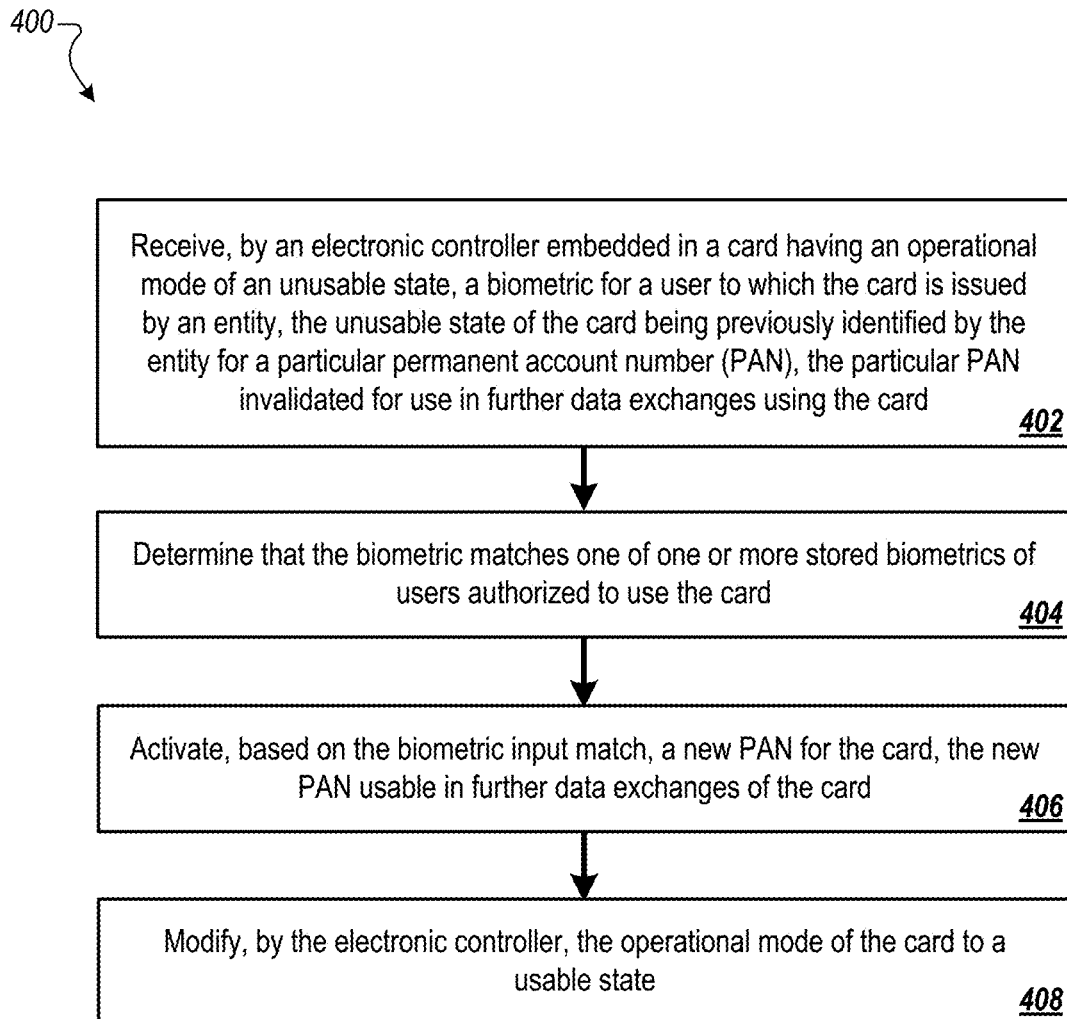 400
Receive, by an electronic controller embedded in a card having an operational
mode of an unusable state, a biometric for a user to which the card is issued
by an entity, the unusable state of the card being previously identified by the
entity for a particular permanent account number (PAN), the particular PAN
invalidated for use in further data exchanges using the card
402
Determine that the biometric matches one of one or more stored biometrics of
users authorized to use the card
404
Activate, based on the biometric input match, a new PAN for the card, the new
PAN usable in further data exchanges of the card
406
Modify, by the electronic controller, the operational mode of the card to a
usable state
408